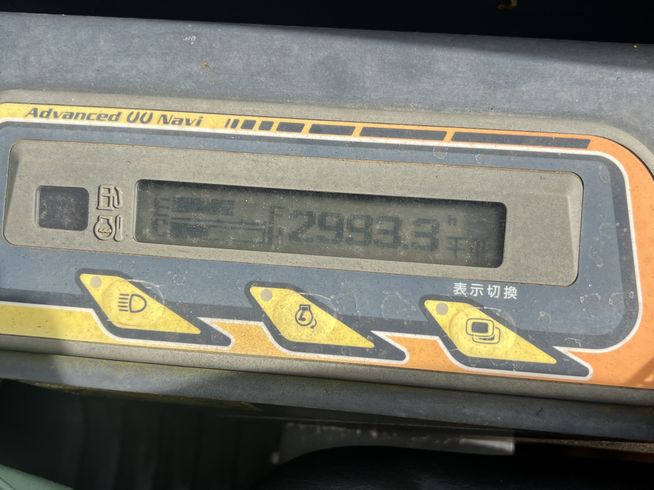 Advanced UU Navi
F
E
H
C
2993.3 h
表示切換